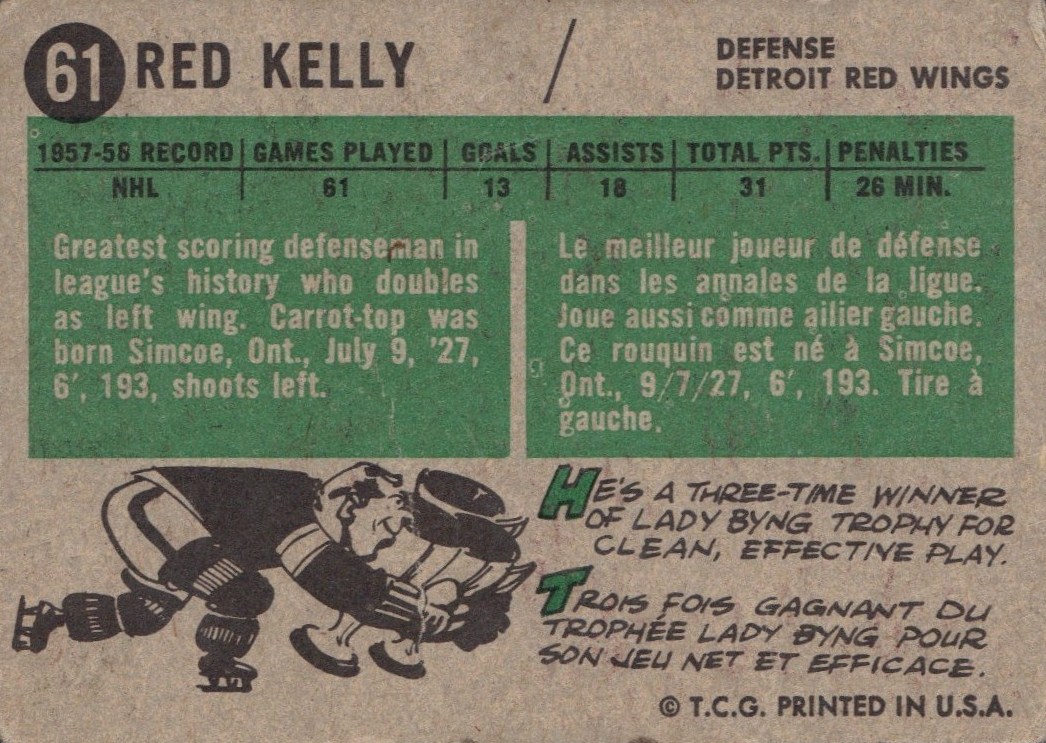 61 RED KELLY / DEFENSE
DETROIT RED WINGS
1957-58 RECORD | GAMES PLAYED | GOALS | ASSISTS | TOTAL PTS. | PENALTIES
NHL | 61 | 13 | 18 | 31 | 26 MIN.
Greatest scoring defenseman in
league's history who doubles
as left wing. Carrot-top was
born Simcoe, Ont., July 9, '27,
6', 193, shoots left.
Le meilleur joueur de défense
dans les annales de la ligue.
Joue aussi comme ailier gauche.
Ce rouquin est né à Simcoe,
Ont., 9/7/27, 6', 193. Tire à
gauche.
HE'S A THREE-TIME WINNER
OF LADY BYNG TROPHY FOR
CLEAN, EFFECTIVE PLAY.
TROIS FOIS GAGNANT DU
TROPHÉE LADY BYNG POUR
SON JEU NET ET EFFICACE.
© T.C.G. PRINTED IN U.S.A.